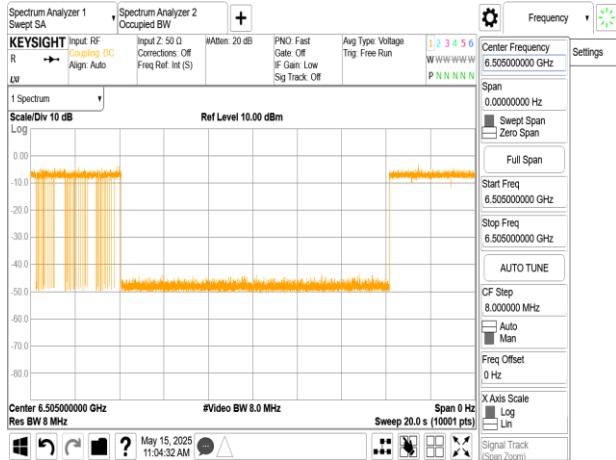 Spectrum Analyzer 1
Swept SA
Spectrum Analyzer 2
Occupied BW
+
Frequency
Settings
KEYSIGHT
R
LXI
Input: RF
Coupling: DC
Align: Auto
Input Z: 50 Ω
Corrections: Off
Freq Ref: Int (S)
#Atten: 20 dB
PNO: Fast
Gate: Off
IF Gain: Low
Sig Track: Off
Avg Type: Voltage
Trig: Free Run
1 2 3 4 5 6
W W W W W W
P N N N N N
1 Spectrum
Scale/Div 10 dB
Ref Level 10.00 dBm
Log
0.00
-10.0
-20.0
-30.0
-40.0
-50.0
-60.0
-70.0
-80.0
Center 6.505000000 GHz
#Video BW 8.0 MHz
Span 0 Hz
Res BW 8 MHz
Sweep 20.0 s (10001 pts)
May 15, 2025
11:04:32 AM
?
Center Frequency
6.505000000 GHz
Span
0.00000000 Hz
Swept Span
Zero Span
Full Span
Start Freq
6.505000000 GHz
Stop Freq
6.505000000 GHz
AUTO TUNE
CF Step
8.000000 MHz
Auto
Man
Freq Offset
0 Hz
X Axis Scale
Log
Lin
Signal Track
(Span Zoom)